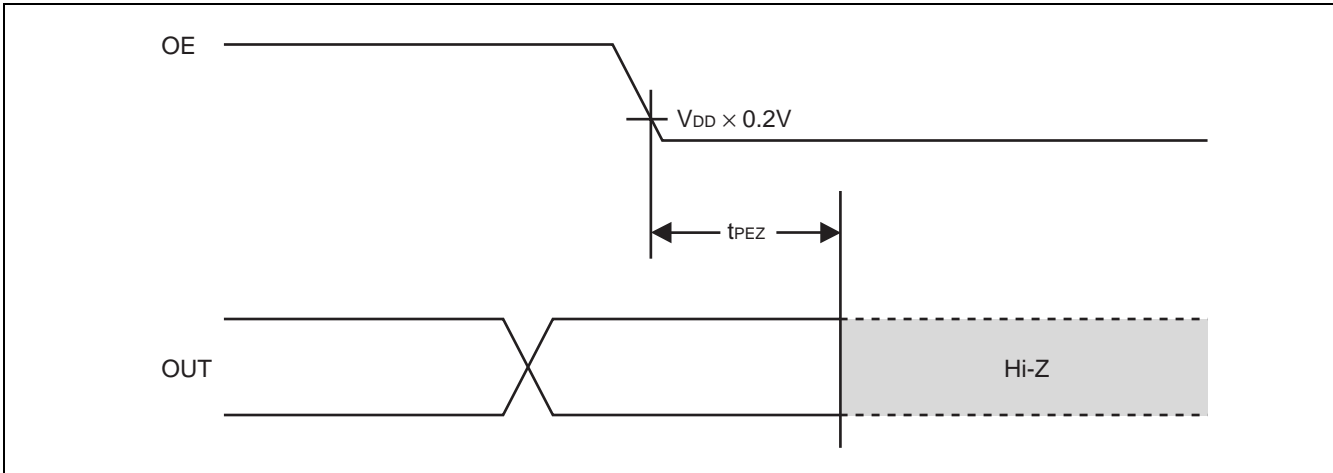 OE
VDD × 0.2V
tPEZ
OUT
Hi-Z